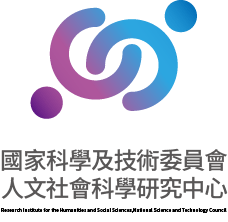 國家科學及技術委員會
人文社會科學研究中心
Research Institute for the Humanities and Social Sciences,National Science and Technology Council